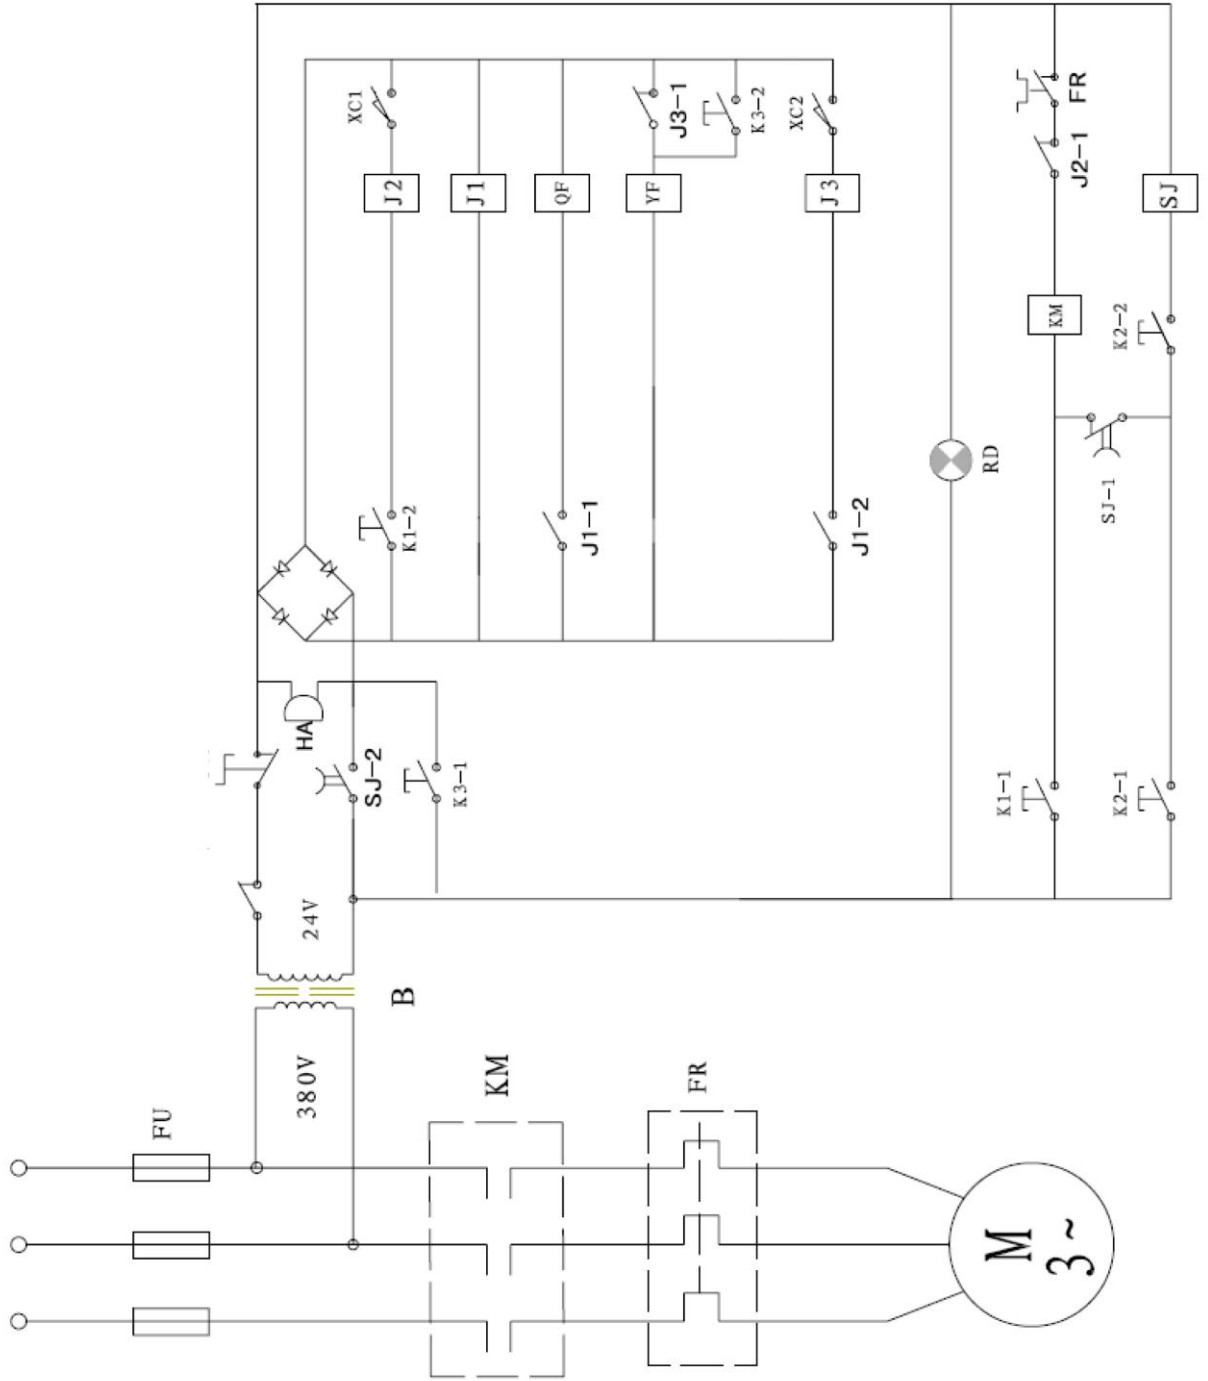 XC1
J2
J1
QF
YF
J3-1
K3-2
XC2
J3
FR
J2-1
SJ
KM
K2-2
SJ-1
RD
K1-2
J1-1
J1-2
HA
SJ-2
K3-1
K1-1
K2-1
24V
B
380V
FU
KM
FR
M
3~